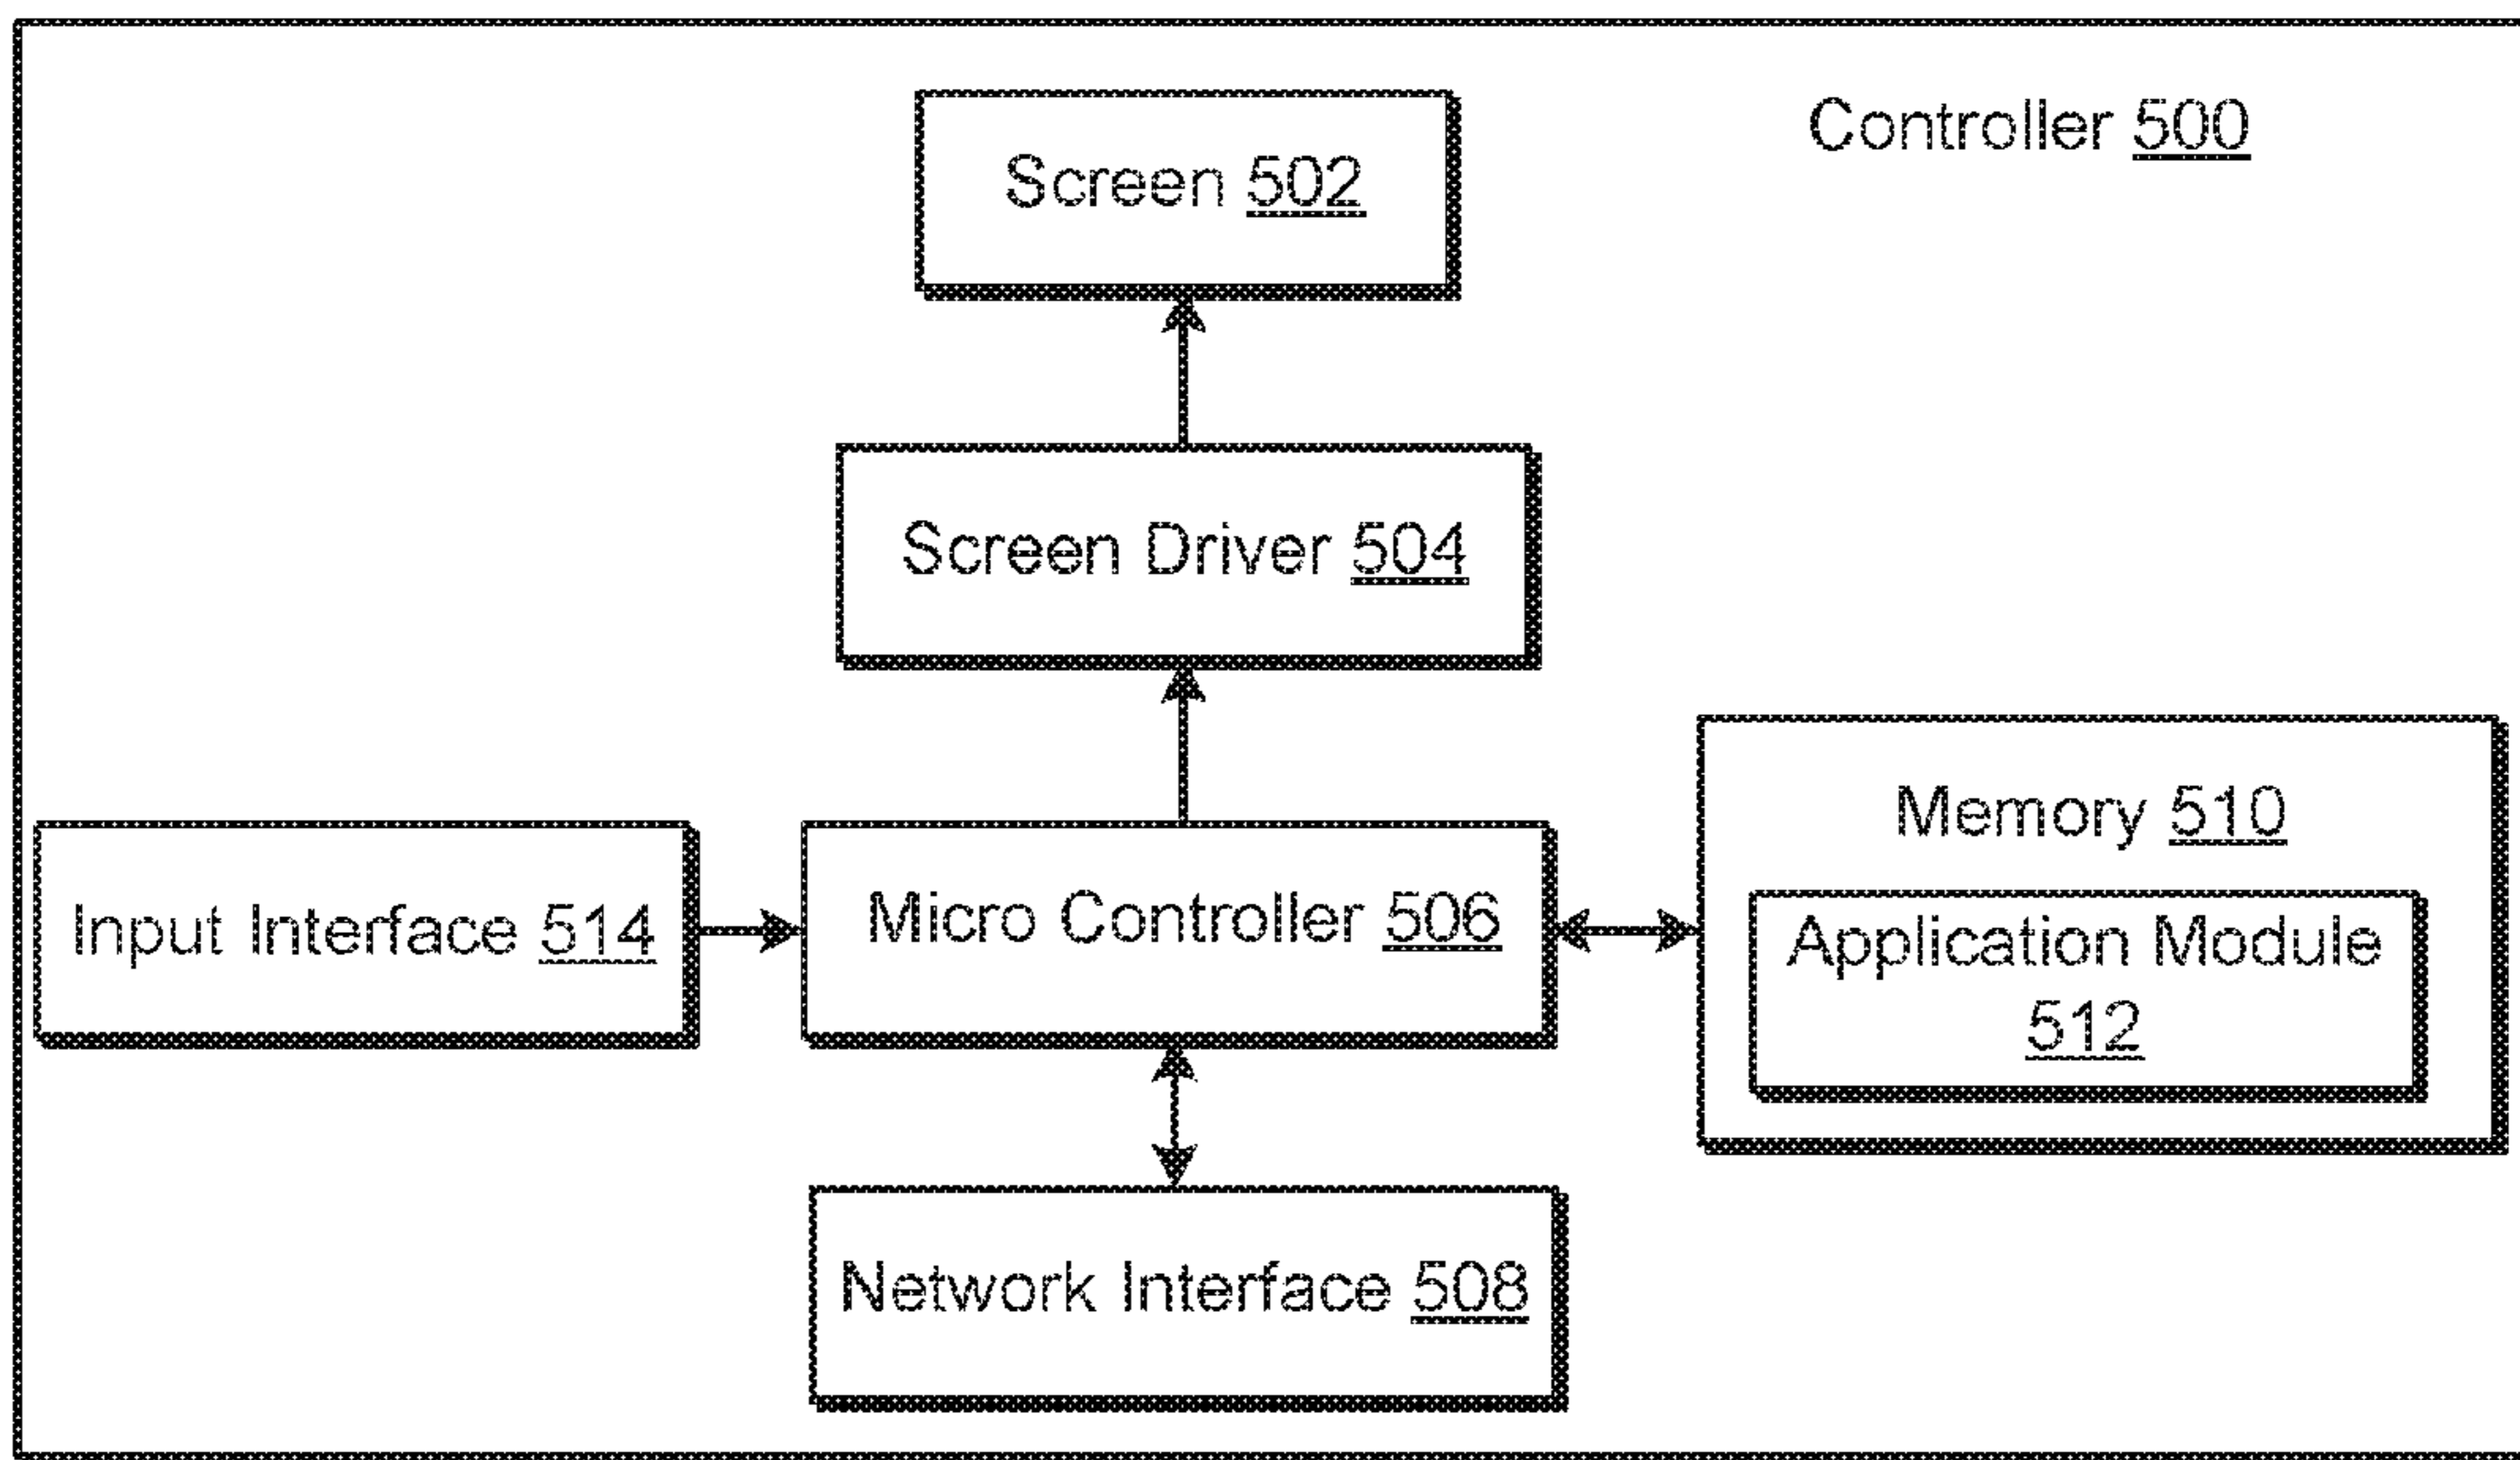 Controller 500
Screen 502
Screen Driver 504
Memory 510
Input Interface 514
Micro Controller 506
Application Module
512
Network Interface 508